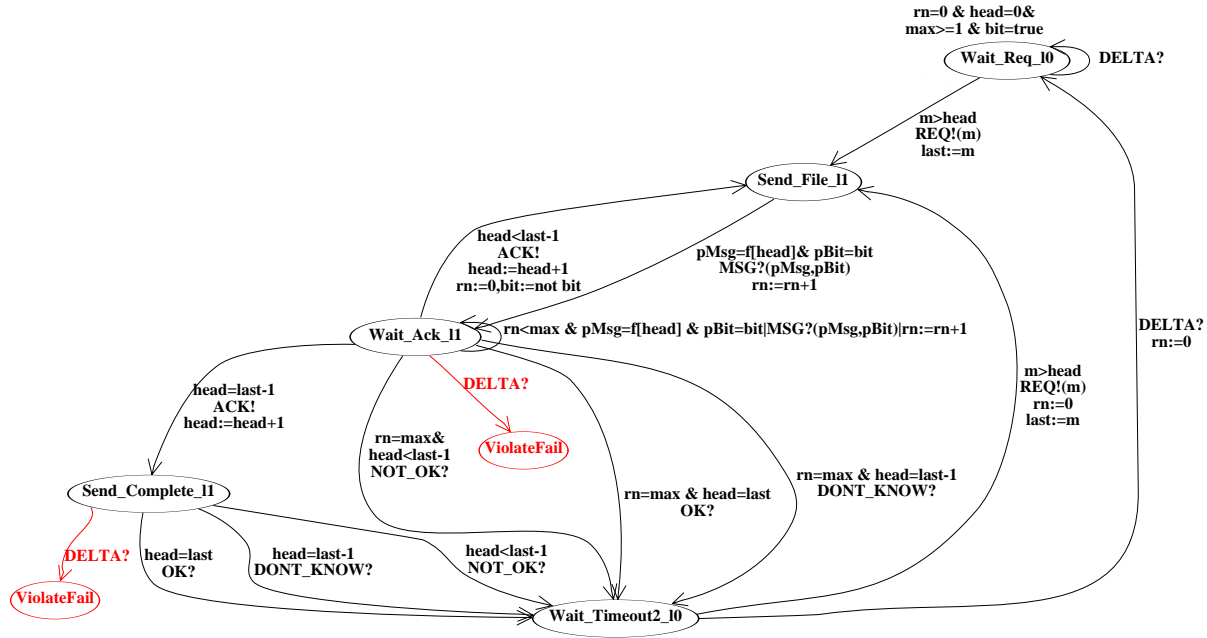 rn=0 & head=0&
max>=1 & bit=true
Wait_Req_l0
DELTA?
m>head
REQ!(m)
last:=m
Send_File_l1
head<last-1
ACK!
head:=head+1
rn:=0,bit:=not bit
pMsg=f[head]& pBit=bit
MSG?(pMsg,pBit)
rn:=rn+1
Wait_Ack_l1
rn<max & pMsg=f[head] & pBit=bit|MSG?(pMsg,pBit)|rn:=rn+1
DELTA?
rn:=0
head=last-1
ACK!
head:=head+1
DELTA?
m>head
REQ!(m)
rn:=0
last:=m
rn=max&
head<last-1
NOT_OK?
ViolateFail
rn=max & head=last
OK?
rn=max & head=last-1
DONT_KNOW?
Send_Complete_l1
DELTA?
head=last
OK?
head=last-1
DONT_KNOW?
head<last-1
NOT_OK?
ViolateFail
Wait_Timeout2_l0